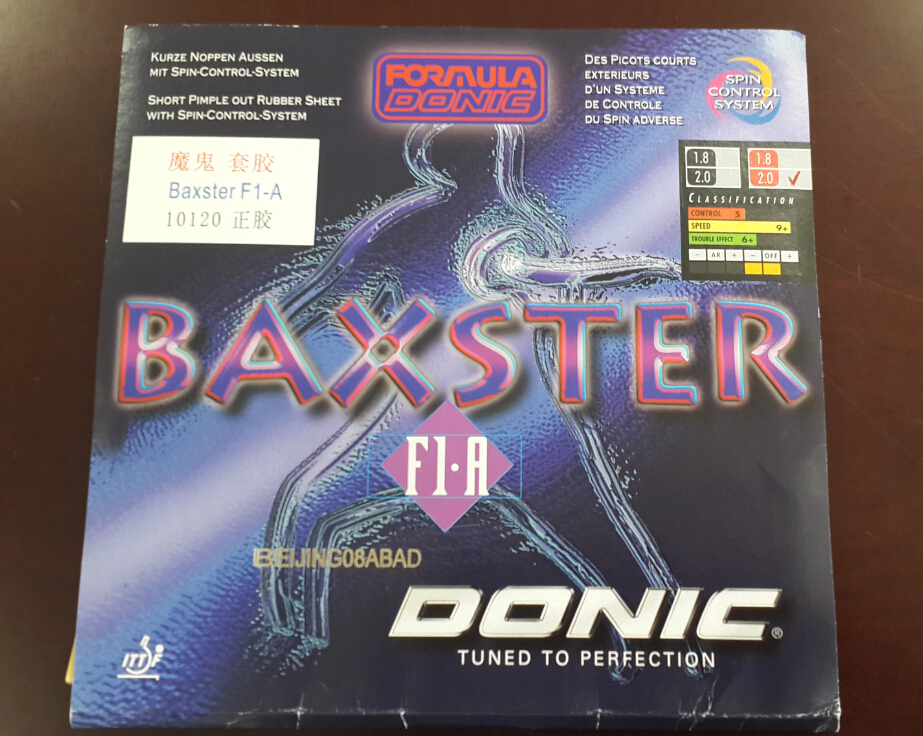 KURZE NOPPEN AUSSEN
MIT SPIN-CONTROL-SYSTEM
SHORT PIMPLE OUT RUBBER SHEET
WITH SPIN-CONTROL-SYSTEM
FORMULA
DONIC
DES PICOTS COURTS
EXTERIEURS
D'UN SYSTEME
DE CONTROLE
DU SPIN ADVERSE
SPIN
CONTROL
SYSTEM
魔鬼 套胶
Baxster F1-A
10120 正胶
1.8 1.8
2.0 2.0 ✓
CLASSIFICATION
CONTROL 5
SPEED 9+
TROUBLE EFFECT 6+
− AR + − OFF +
BAXSTER
F1·A
BEIJING08ABAD
DONIC®
TUNED TO PERFECTION
ITTF